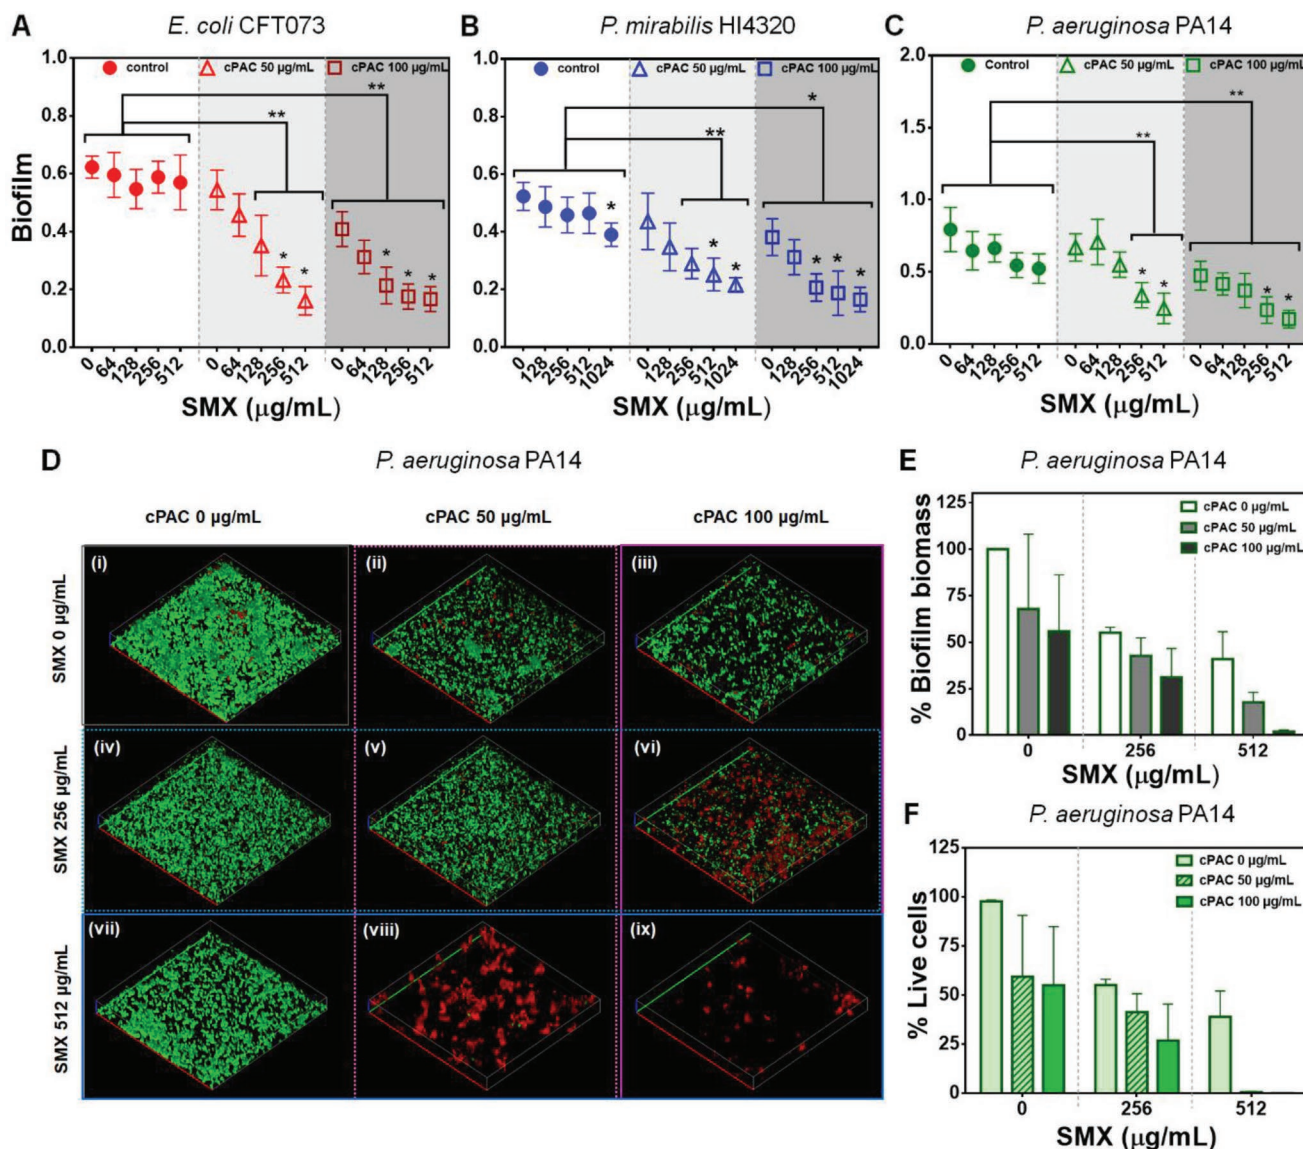 A
E. coli CFT073
1.0
0.8
0.6
0.4
0.2
0.0
Biofilm
control
cPAC 50 µg/mL
cPAC 100 µg/mL
**
**
* *
* * *
0 64 128 256 512
0 64 128 256 512
0 64 128 256 512
SMX (µg/mL)
B
P. mirabilis HI4320
1.0
0.8
0.6
0.4
0.2
0.0
control
cPAC 50 µg/mL
cPAC 100 µg/mL
*
**
*
* *
* * *
0 128 256 512 1024
0 128 256 512 1024
0 128 256 512 1024
SMX (µg/mL)
C
P. aeruginosa PA14
2.0
1.5
1.0
0.5
0.0
Control
cPAC 50 µg/mL
cPAC 100 µg/mL
**
**
* *
* *
0 64 128 256 512
0 64 128 256 512
0 64 128 256 512
SMX (µg/mL)
D
P. aeruginosa PA14
cPAC 0 µg/mL
cPAC 50 µg/mL
cPAC 100 µg/mL
SMX 0 µg/mL
(i)
(ii)
(iii)
SMX 256 µg/mL
(iv)
(v)
(vi)
SMX 512 µg/mL
(vii)
(viii)
(ix)
E
P. aeruginosa PA14
125
100
75
50
25
0
% Biofilm biomass
cPAC 0 µg/mL
cPAC 50 µg/mL
cPAC 100 µg/mL
0
256
512
SMX (µg/mL)
F
P. aeruginosa PA14
125
100
75
50
25
0
% Live cells
cPAC 0 µg/mL
cPAC 50 µg/mL
cPAC 100 µg/mL
0
256
512
SMX (µg/mL)